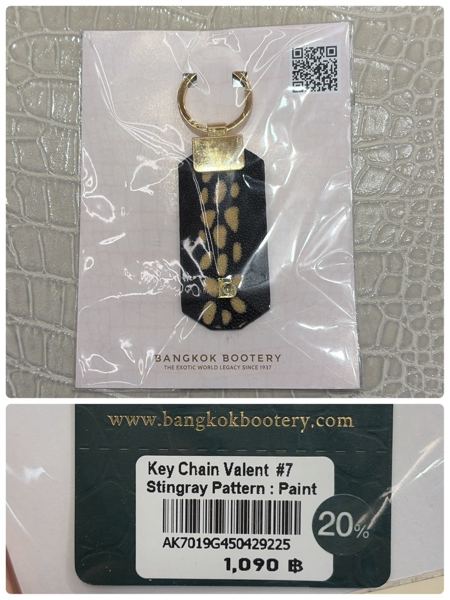 BANGKOK BOOTERY
THE EXOTIC WORLD LEGACY SINCE 1937
www.bangkokbootery.com
Key Chain Valent #7
Stingray Pattern : Paint
20%
AK7019G450429225
1,090 ฿